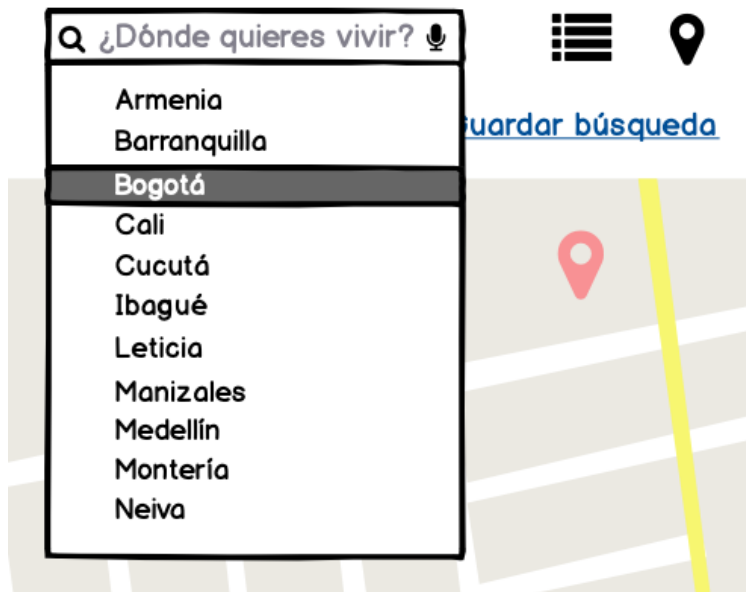 ¿Dónde quieres vivir?
uardar búsqueda
Armenia
Barranquilla
Bogotá
Cali
Cucutá
Ibagué
Leticia
Manizales
Medellín
Montería
Neiva